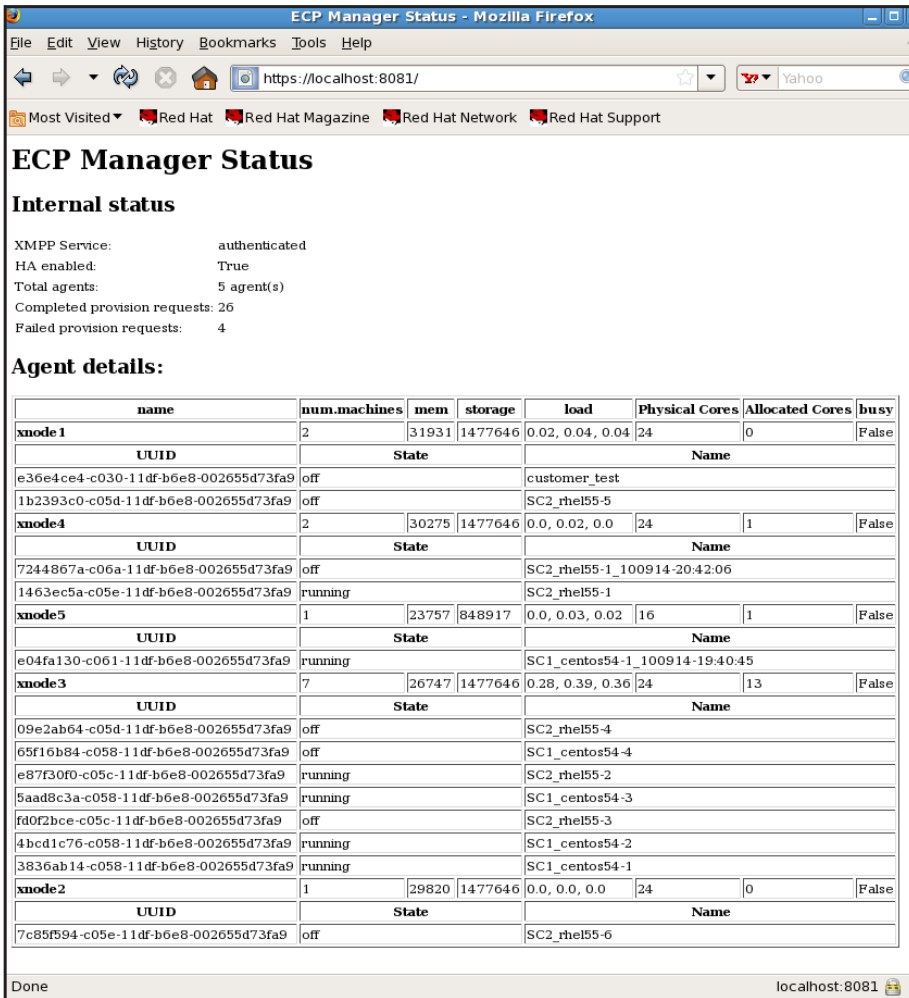 ECP Manager Status - Mozilla Firefox
File Edit View History Bookmarks Tools Help
https://localhost:8081/ Yahoo
Most Visited Red Hat Red Hat Magazine Red Hat Network Red Hat Support
ECP Manager Status
Internal status
XMPP Service: authenticated
HA enabled: True
Total agents: 5 agent(s)
Completed provision requests: 26
Failed provision requests: 4
Agent details:
name num.machines mem storage load Physical Cores Allocated Cores busy
xnode1 2 31931 1477646 0.02, 0.04, 0.04 24 0 False
UUID State Name
e36e4ce4-c030-11df-b6e8-002655d73fa9 off customer_test
1b2393c0-c05d-11df-b6e8-002655d73fa9 off SC2_rhel55-5
xnode4 2 30275 1477646 0.0, 0.02, 0.0 24 1 False
UUID State Name
7244867a-c06a-11df-b6e8-002655d73fa9 off SC2_rhel55-1_100914-20:42:06
1463ec5a-c05e-11df-b6e8-002655d73fa9 running SC2_rhel55-1
xnode5 1 23757 848917 0.0, 0.03, 0.02 16 1 False
UUID State Name
e04fa130-c061-11df-b6e8-002655d73fa9 running SC1_centos54-1_100914-19:40:45
xnode3 7 26747 1477646 0.28, 0.39, 0.36 24 13 False
UUID State Name
09e2ab64-c05d-11df-b6e8-002655d73fa9 off SC2_rhel55-4
65f16b84-c058-11df-b6e8-002655d73fa9 off SC1_centos54-4
e87f30f0-c05c-11df-b6e8-002655d73fa9 running SC2_rhel55-2
5aad8c3a-c058-11df-b6e8-002655d73fa9 running SC1_centos54-3
fd0f2bce-c05c-11df-b6e8-002655d73fa9 off SC2_rhel55-3
4bcd1c76-c058-11df-b6e8-002655d73fa9 running SC1_centos54-2
3836ab14-c058-11df-b6e8-002655d73fa9 running SC1_centos54-1
xnode2 1 29820 1477646 0.0, 0.0, 0.0 24 0 False
UUID State Name
7c85f594-c05e-11df-b6e8-002655d73fa9 off SC2_rhel55-6
Done localhost:8081